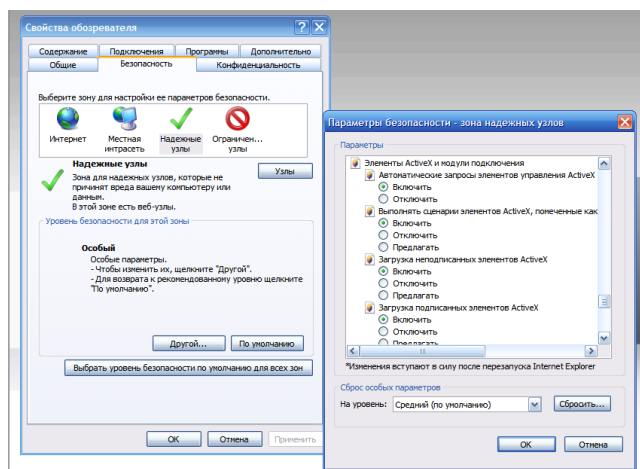 Свойства обозревателя
Содержание Подключения Программы Дополнительно
Общие Безопасность Конфиденциальность
Выберите зону для настройки ее параметров безопасности.
Интернет Местная интрасеть Надежные узлы Ограничен... узлы
Надежные узлы
Узлы
Зона для надежных узлов, которые не
причинят вреда вашему компьютеру или
данным.
В этой зоне есть веб-узлы.
Уровень безопасности для этой зоны
Особый
Особые параметры.
- Чтобы изменить их, щелкните "Другой".
- Для возврата к рекомендованному уровню щелкните
"По умолчанию".
Другой... По умолчанию
Выбрать уровень безопасности по умолчанию для всех зон
OK Отмена Применить
Параметры безопасности - зона надежных узлов
Параметры
Элементы ActiveX и модули подключения
Автоматические запросы элементов управления ActiveX
Включить
Отключить
Выполнять сценарии элементов ActiveX, помеченные как
Включить
Отключить
Предлагать
Загрузка неподписанных элементов ActiveX
Включить
Отключить
Предлагать
Загрузка подписанных элементов ActiveX
Включить
Отключить
Предлагать
*Изменения вступают в силу после перезапуска Internet Explorer
Сброс особых параметров
На уровень: Средний (по умолчанию) Сбросить...
OK Отмена